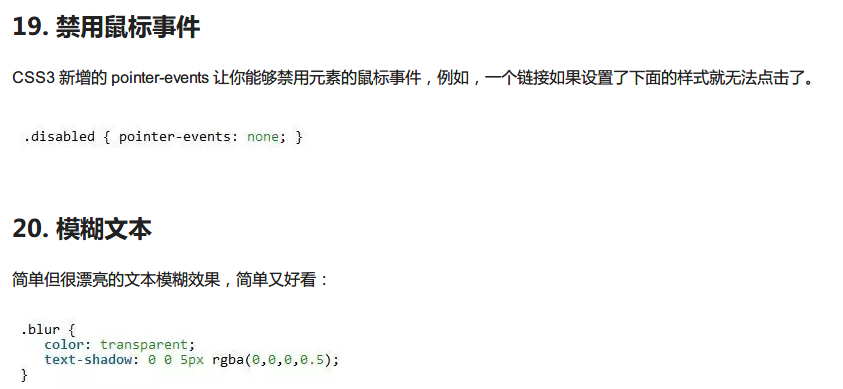 19. 禁用鼠标事件
CSS3 新增的 pointer-events 让你能够禁用元素的鼠标事件，例如，一个链接如果设置了下面的样式就无法点击了。
.disabled { pointer-events: none; }
20. 模糊文本
简单但很漂亮的文本模糊效果，简单又好看：
.blur {
color: transparent;
text-shadow: 0 0 5px rgba(0,0,0,0.5);
}